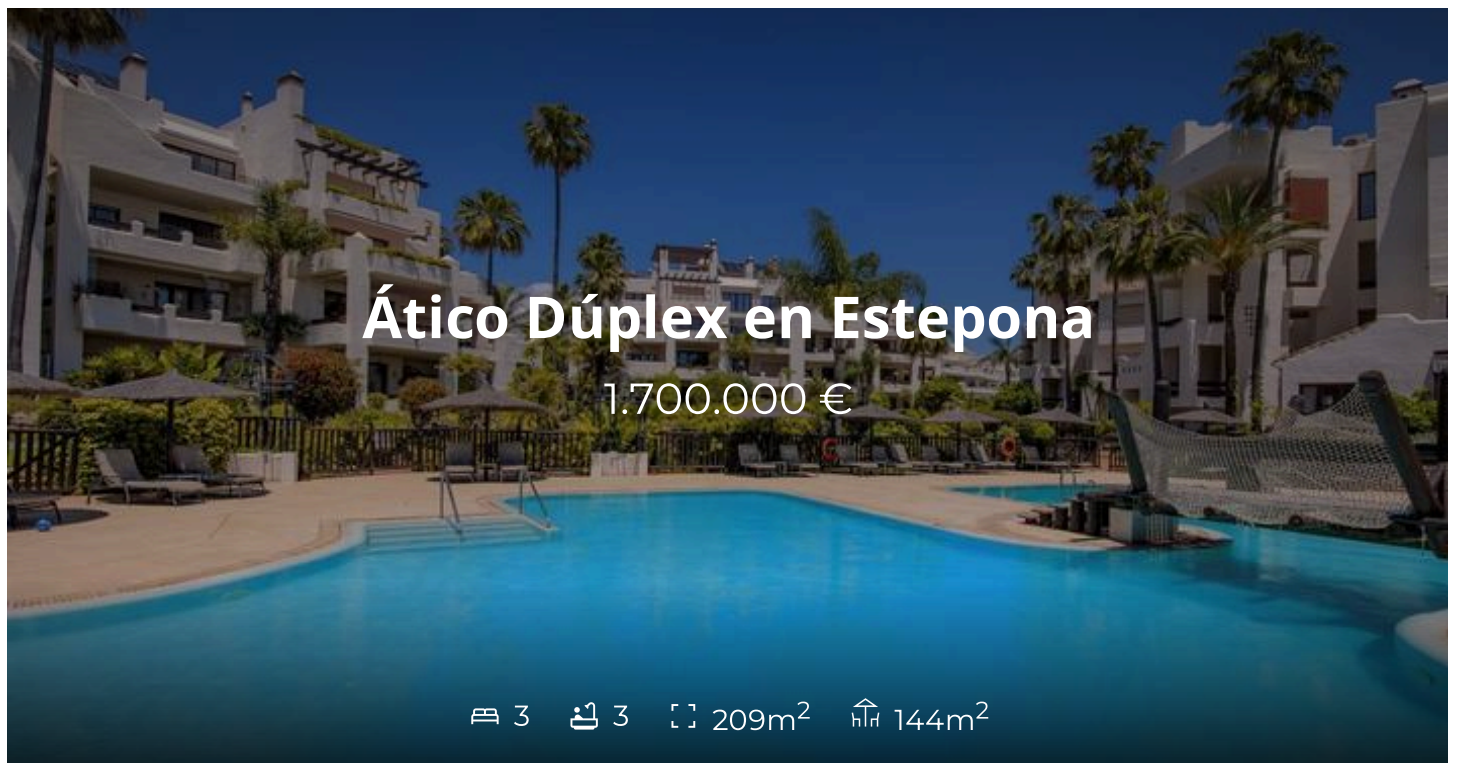 Ático Dúplex en Estepona
1.700.000 €
3 3 209m² 144m²